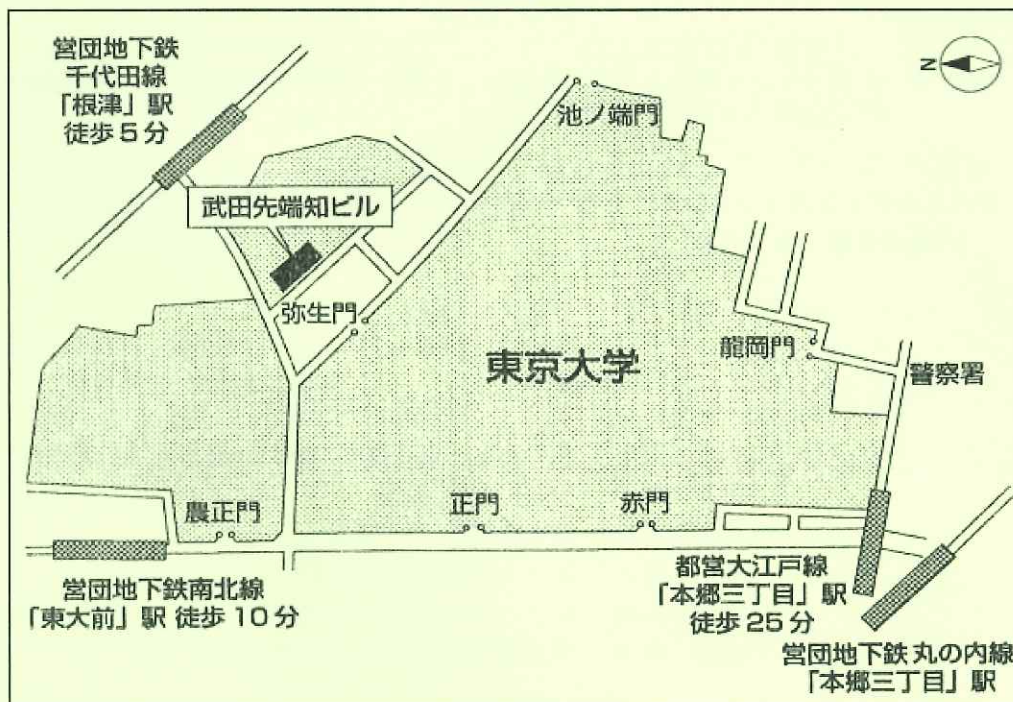 営団地下鉄
千代田線
「根津」駅
徒歩5分
N
池ノ端門
武田先端知ビル
弥生門
東京大学
龍岡門
警察署
農正門
正門
赤門
営団地下鉄南北線
「東大前」駅 徒歩10分
都営大江戸線
「本郷三丁目」駅
徒歩25分
営団地下鉄 丸の内線
「本郷三丁目」駅